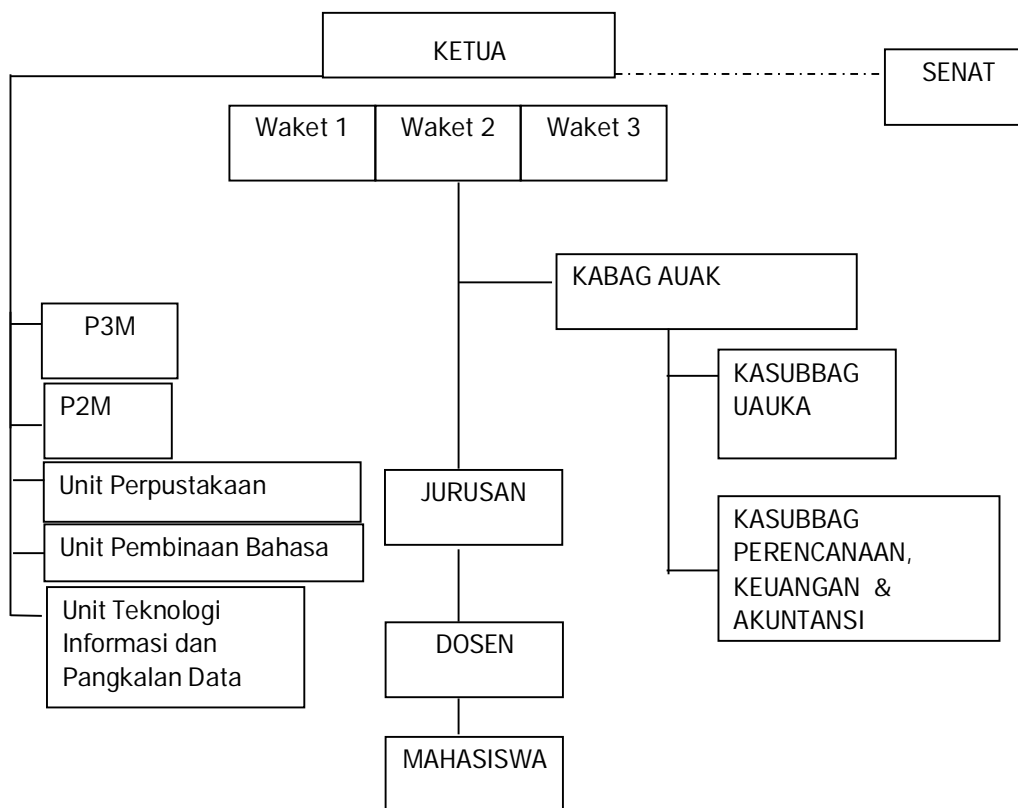 KETUA
SENAT
Waket 1
Waket 2
Waket 3
KABAG AUAK
P3M
KASUBBAG
UAUKA
P2M
Unit Perpustakaan
JURUSAN
KASUBBAG
PERENCANAAN,
KEUANGAN &
AKUNTANSI
Unit Pembinaan Bahasa
Unit Teknologi
Informasi dan
Pangkalan Data
DOSEN
MAHASISWA